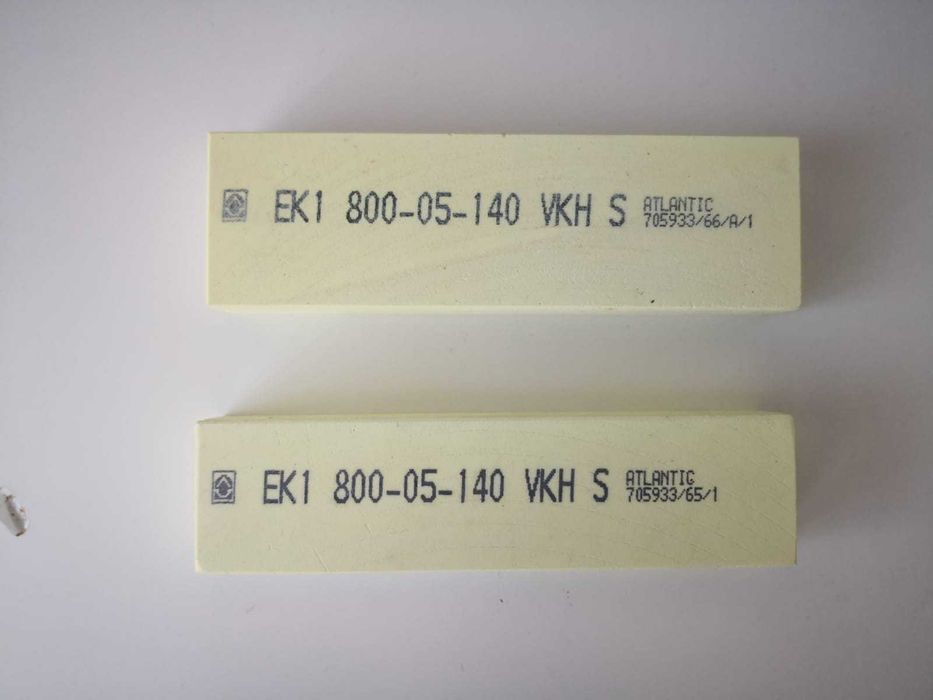 EK1 800-05-140 VKH S ATLANTIC
705933/66/A/1
EK1 800-05-140 VKH S ATLANTIC
705933/65/1